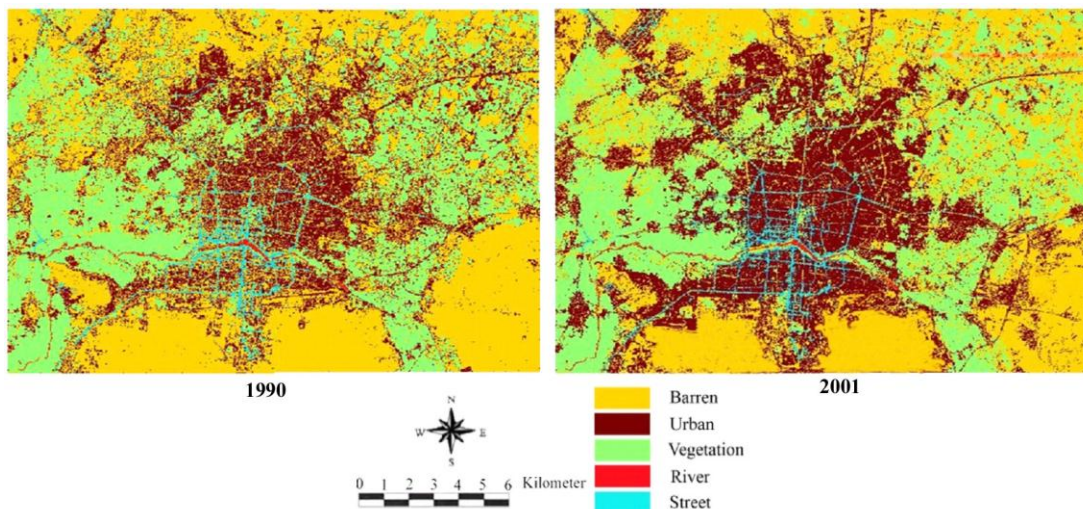 1990
2001
N
W E
S
0 1 2 3 4 5 6 Kilometer
Barren
Urban
Vegetation
River
Street